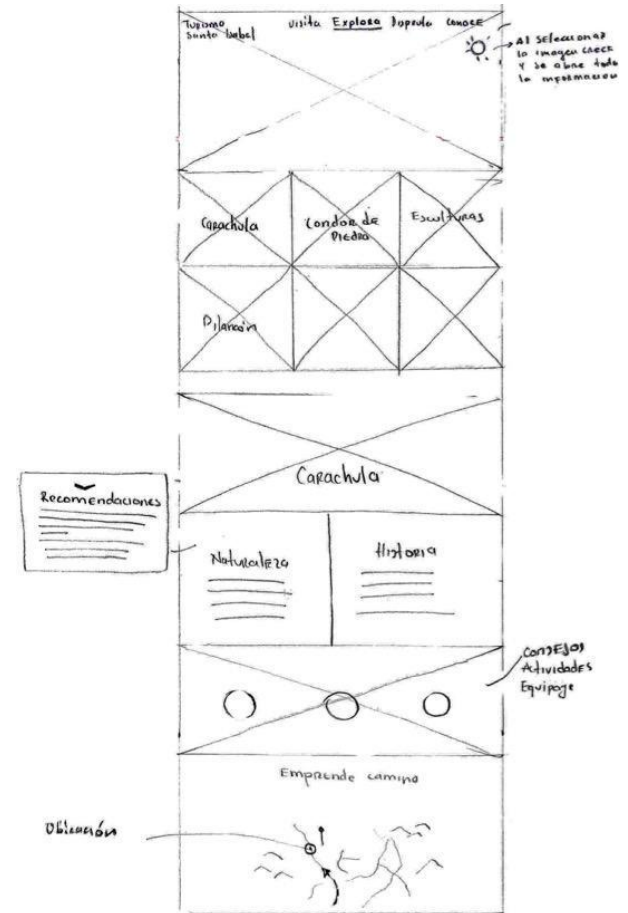 Turismo
Santa Isabel
Visita Explora Disfruta Conoce
Al seleccionar
la imagen crece
y se abre toda
la informacion
Carachula
Condor de
Piedra
Esculturas
Pilancón
Carachula
Recomendaciones
Naturaleza
Historia
Consejos
Actividades
Equipaje
Emprende camino
Ubicación